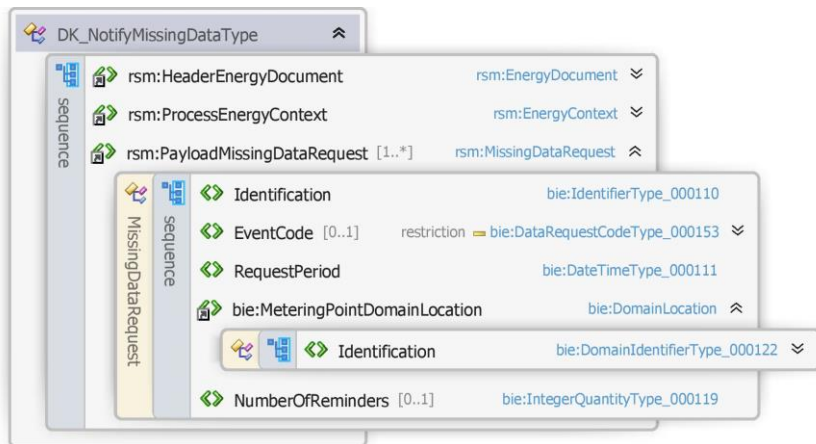 DK_NotifyMissingDataType
sequence
rsm:HeaderEnergyDocument rsm:EnergyDocument
rsm:ProcessEnergyContext rsm:EnergyContext
rsm:PayloadMissingDataRequest [1..*] rsm:MissingDataRequest
MissingDataRequest
sequence
Identification bie:IdentifierType_000110
EventCode [0..1] restriction bie:DataRequestCodeType_000153
RequestPeriod bie:DateTimeType_000111
bie:MeteringPointDomainLocation bie:DomainLocation
Identification bie:DomainIdentifierType_000122
NumberOfReminders [0..1] bie:IntegerQuantityType_000119